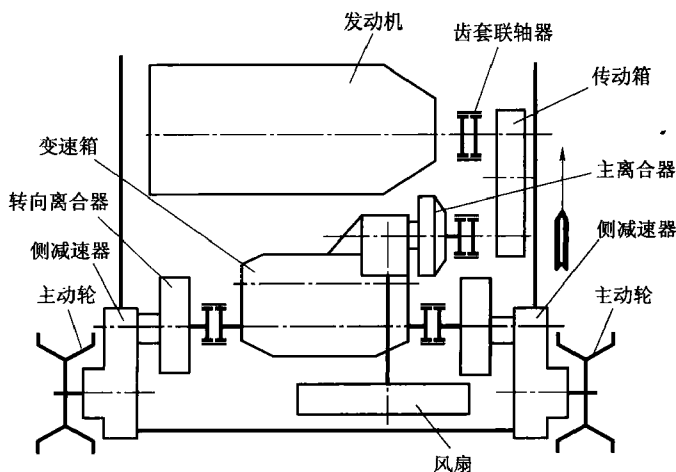 发动机
齿套联轴器
传动箱
变速箱
主离合器
转向离合器
侧减速器
侧减速器
主动轮
主动轮
风扇